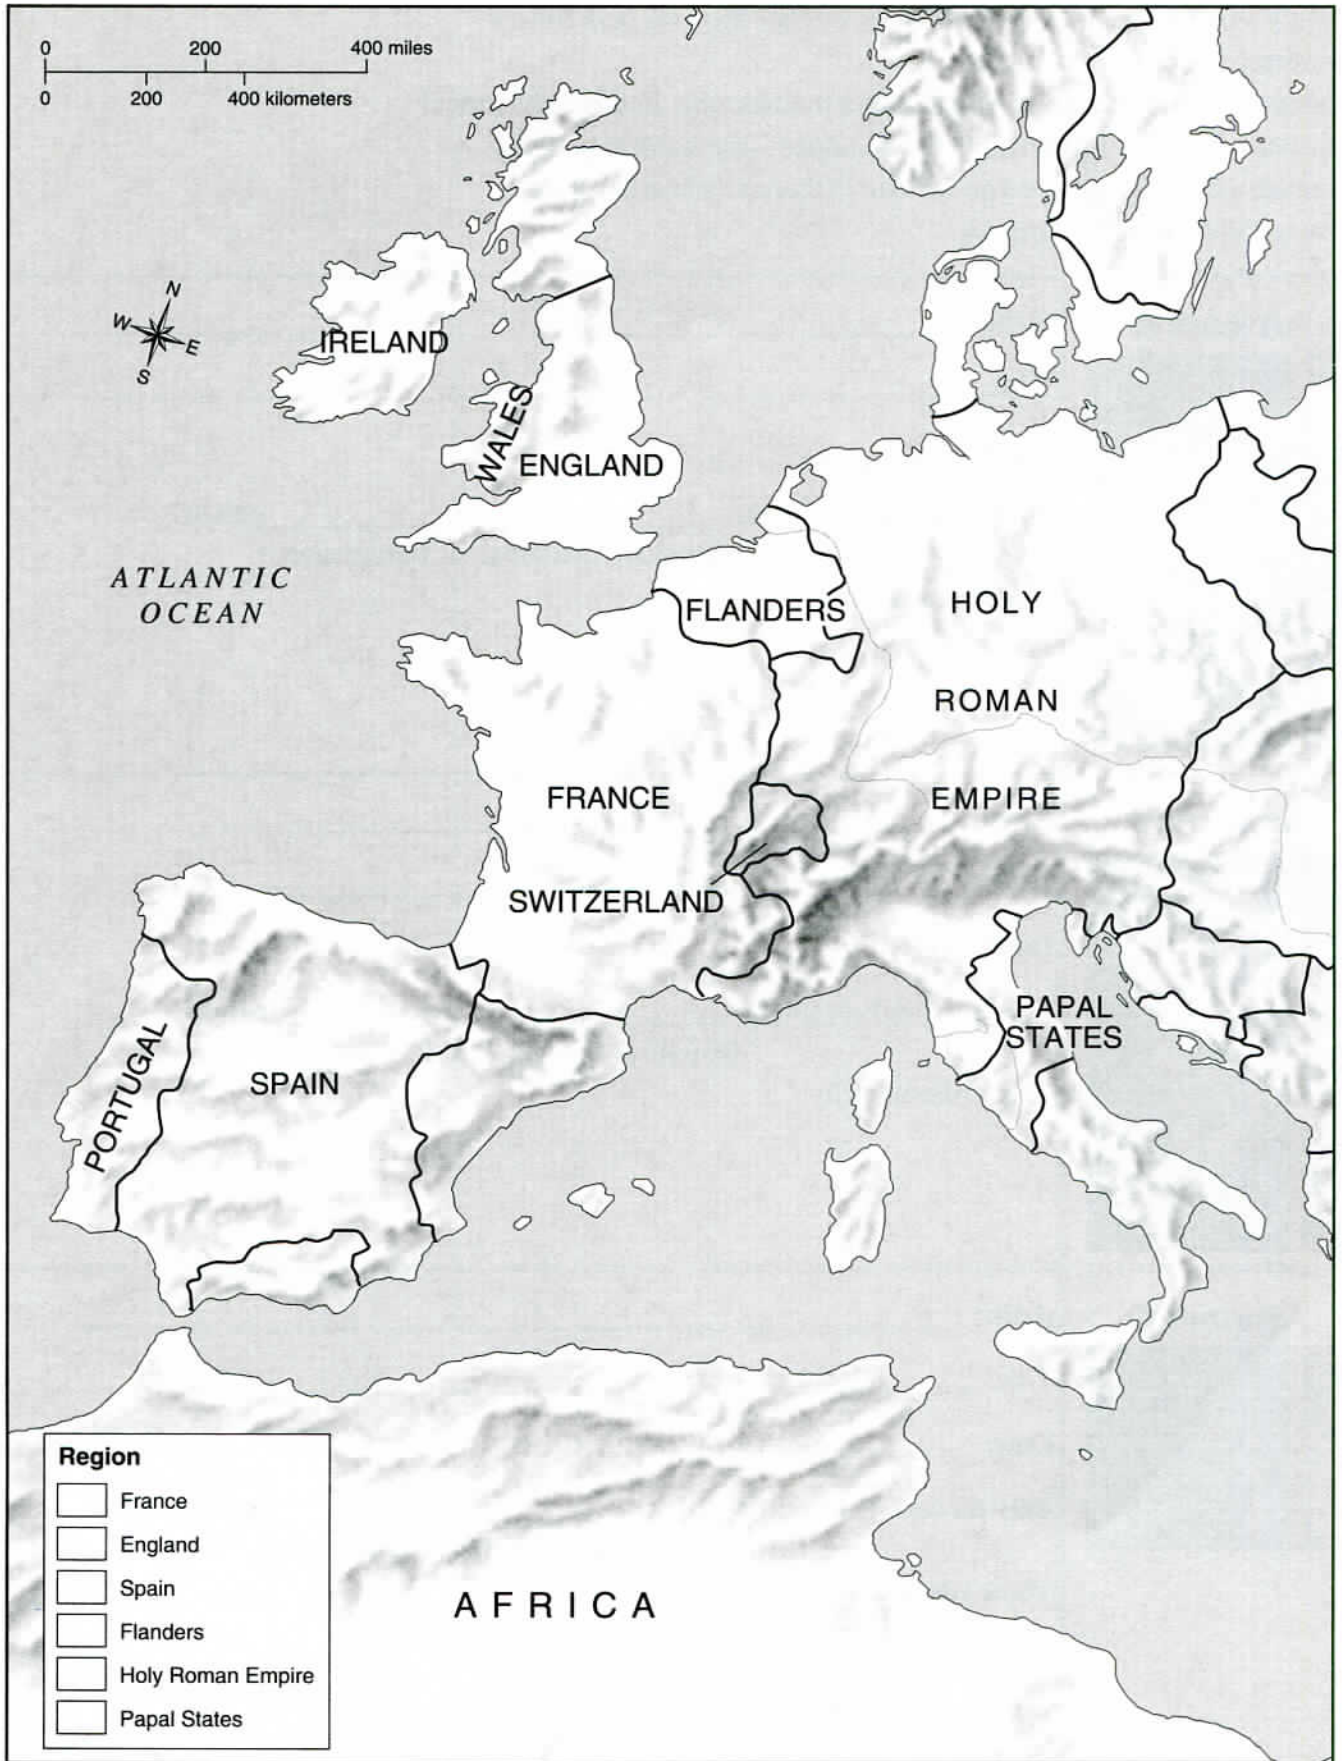 0 200 400 miles
0 200 400 kilometers
N
W
E
S
IRELAND
WALES
ENGLAND
ATLANTIC
OCEAN
FLANDERS
HOLY
ROMAN
EMPIRE
FRANCE
SWITZERLAND
PAPAL
STATES
PORTUGAL
SPAIN
AFRICA
Region
France
England
Spain
Flanders
Holy Roman Empire
Papal States